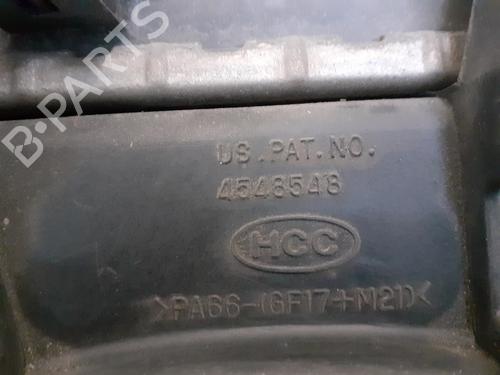 B-PARTS
US.PAT.NO.
4548548
HCC
>PA66-(GF17+M21)<